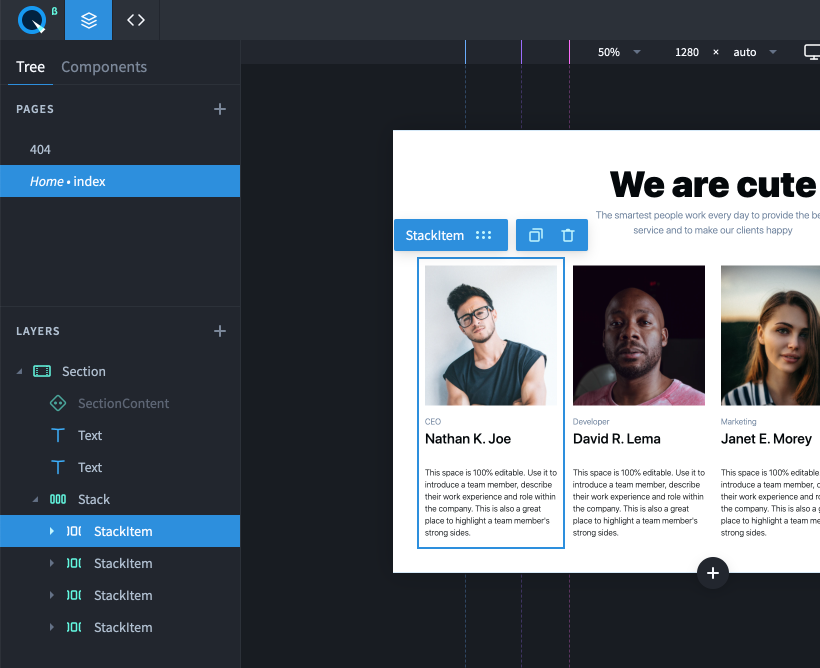 β
Tree Components
50% 1280 × auto
PAGES
404
Home • index
LAYERS
Section
SectionContent
Text
Text
Stack
StackItem
StackItem
StackItem
StackItem
We are cute
The smartest people work every day to provide the be
service and to make our clients happy
StackItem
CEO
Nathan K. Joe
This space is 100% editable. Use it to
introduce a team member, describe
their work experience and role within
the company. This is also a great
place to highlight a team member's
strong sides.
Developer
David R. Lema
This space is 100% editable. Use it to
introduce a team member, describe
their work experience and role within
the company. This is also a great
place to highlight a team member's
strong sides.
Marketing
Janet E. Morey
This space is 100% editable
introduce a team member, c
their work experience and r
the company. This is also a g
place to highlight a team me
strong sides.